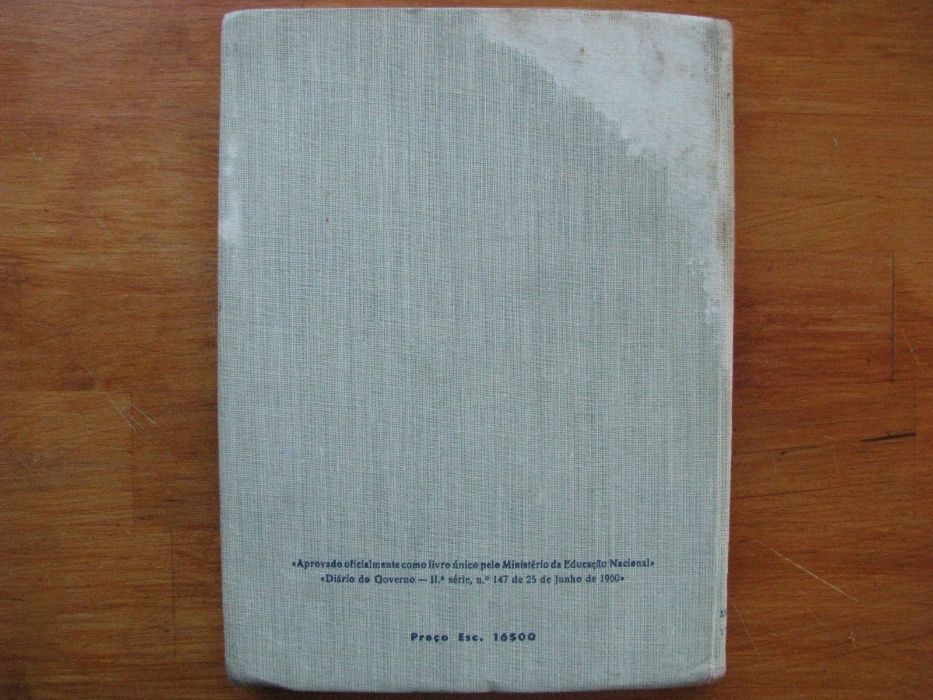 «Aprovado oficialmente como livro único pelo Ministério da Educação Nacional»
«Diário do Governo — II.ª série, n.º 147 de 25 de Junho de 1960»
Preço Esc. 16$00